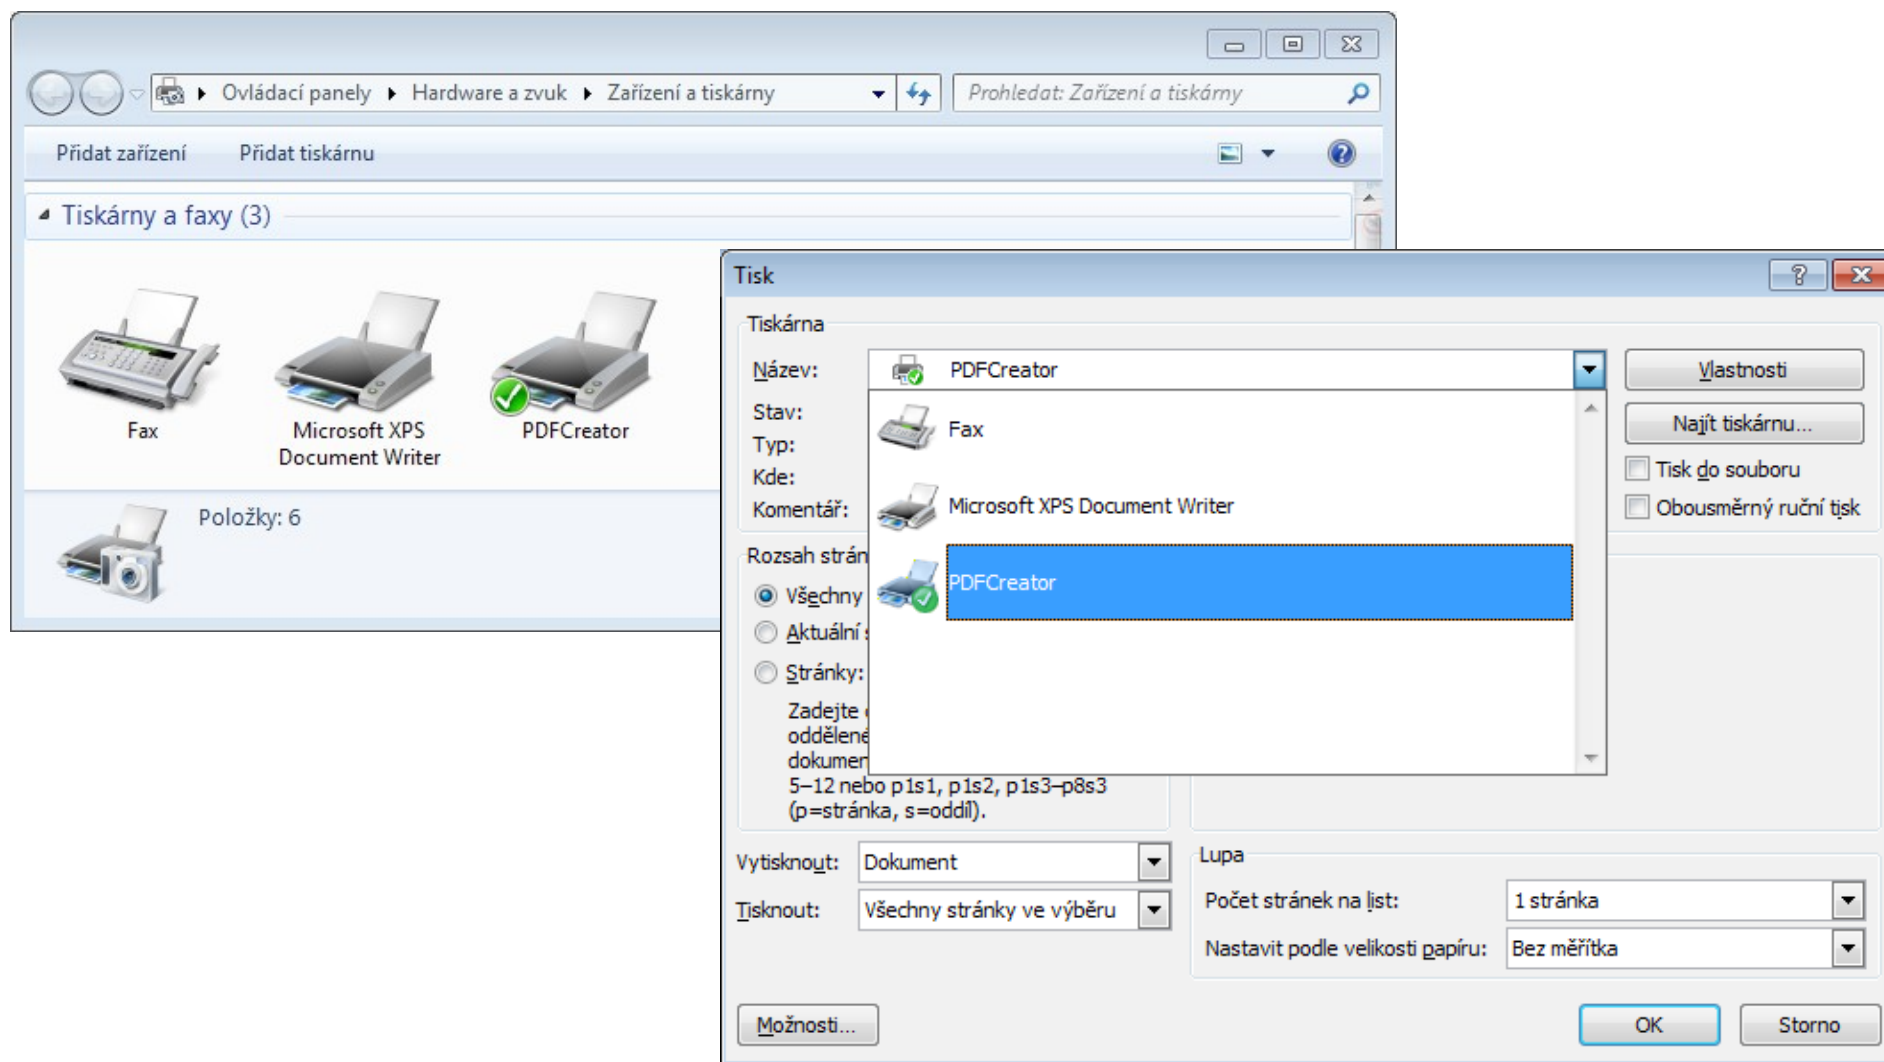 Ovládací panely Hardware a zvuk Zařízení a tiskárny
Prohledat: Zařízení a tiskárny
Přidat zařízení Přidat tiskárnu
Tiskárny a faxy (3)
Fax
Microsoft XPS
Document Writer
PDFCreator
Položky: 6
Tisk
Tiskárna
Název: PDFCreator
Vlastnosti
Stav:
Typ:
Kde:
Komentář:
Fax
Microsoft XPS Document Writer
PDFCreator
Najít tiskárnu...
Tisk do souboru
Obousměrný ruční tisk
Rozsah strán
Všechny
Aktuální
Stránky:
Zadejte
oddělené
dokumen
5–12 nebo p1s1, p1s2, p1s3–p8s3
(p=stránka, s=oddíl).
Vytisknout: Dokument
Tisknout: Všechny stránky ve výběru
Lupa
Počet stránek na list: 1 stránka
Nastavit podle velikosti papíru: Bez měřítka
Možnosti...
OK
Storno